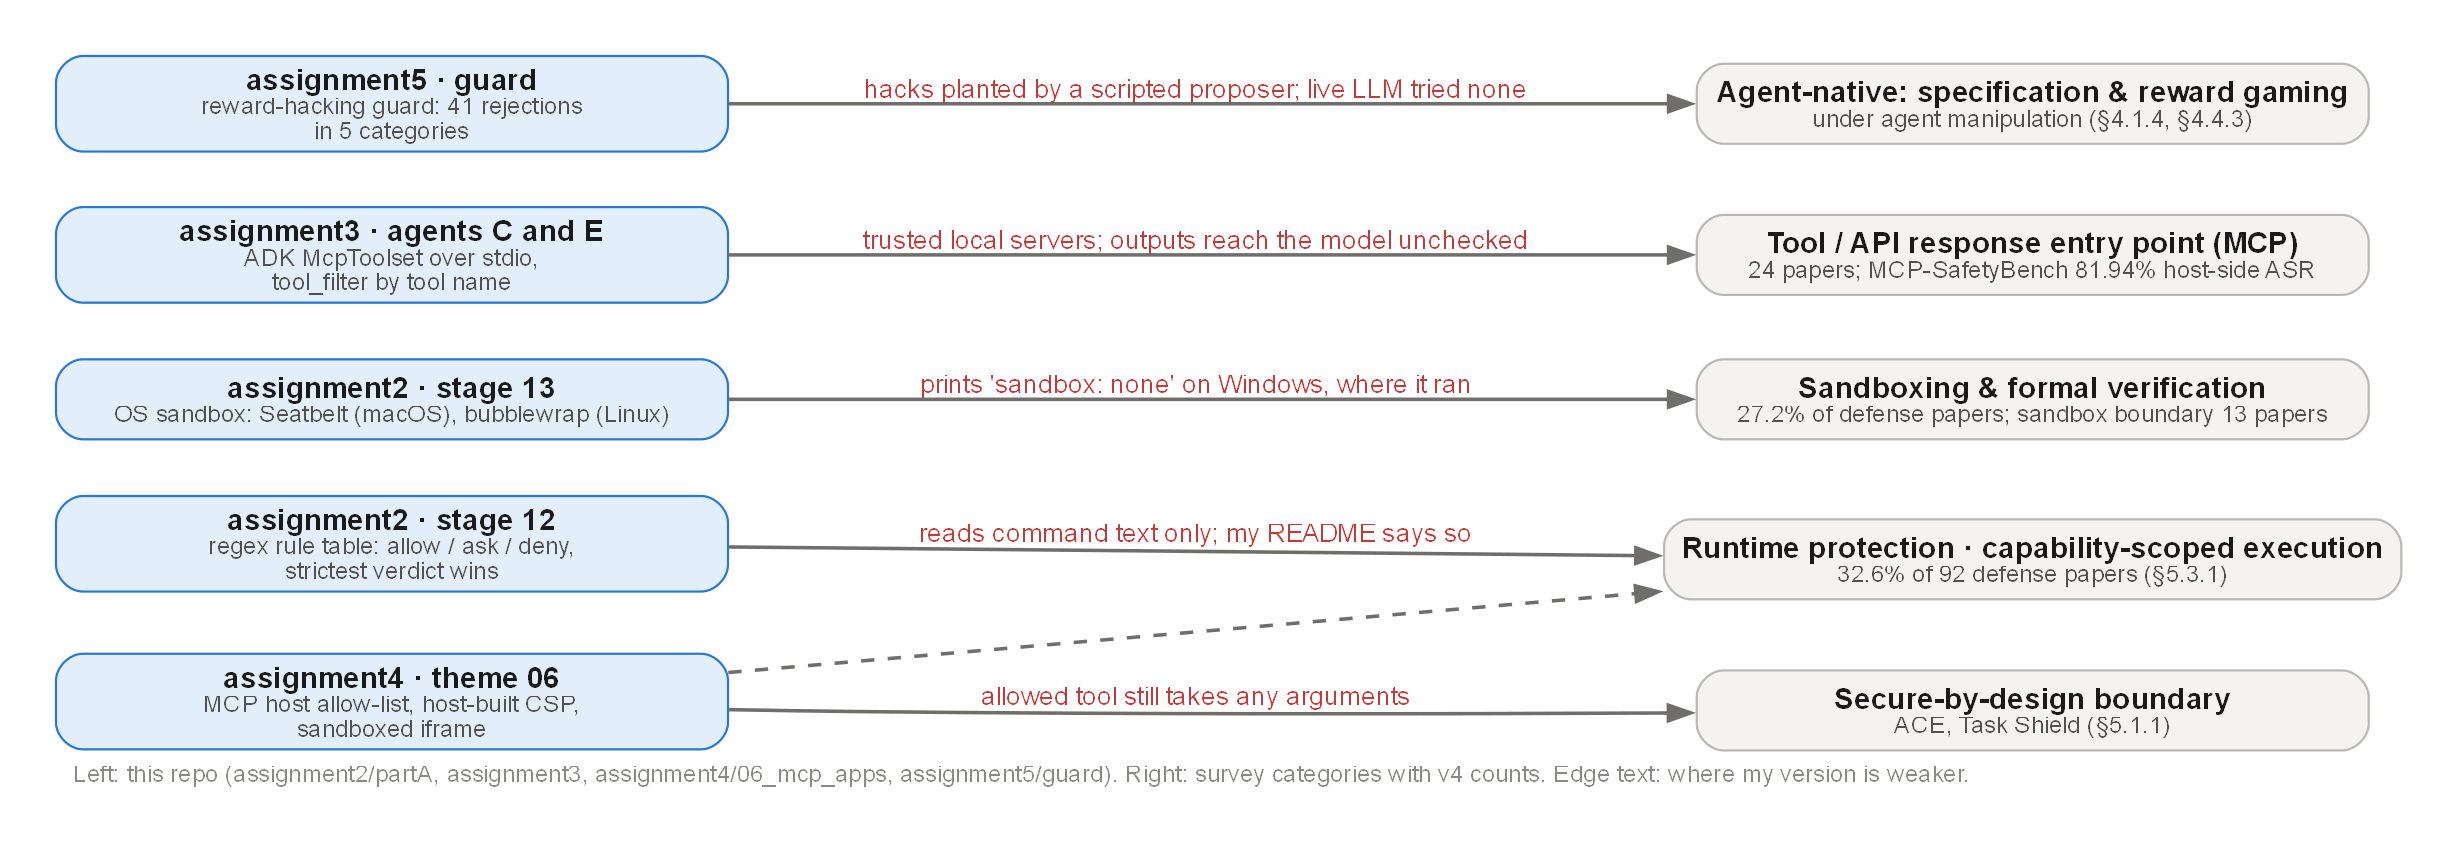 assignment5 · guard
reward-hacking guard: 41 rejections
in 5 categories
hacks planted by a scripted proposer; live LLM tried none
Agent-native: specification & reward gaming
under agent manipulation (§4.1.4, §4.4.3)
assignment3 · agents C and E
ADK McpToolset over stdio,
tool_filter by tool name
trusted local servers; outputs reach the model unchecked
Tool / API response entry point (MCP)
24 papers; MCP-SafetyBench 81.94% host-side ASR
assignment2 · stage 13
OS sandbox: Seatbelt (macOS), bubblewrap (Linux)
prints 'sandbox: none' on Windows, where it ran
Sandboxing & formal verification
27.2% of defense papers; sandbox boundary 13 papers
assignment2 · stage 12
regex rule table: allow / ask / deny,
strictest verdict wins
reads command text only; my README says so
Runtime protection · capability-scoped execution
32.6% of 92 defense papers (§5.3.1)
assignment4 · theme 06
MCP host allow-list, host-built CSP,
sandboxed iframe
allowed tool still takes any arguments
Secure-by-design boundary
ACE, Task Shield (§5.1.1)
Left: this repo (assignment2/partA, assignment3, assignment4/06_mcp_apps, assignment5/guard). Right: survey categories with v4 counts. Edge text: where my version is weaker.